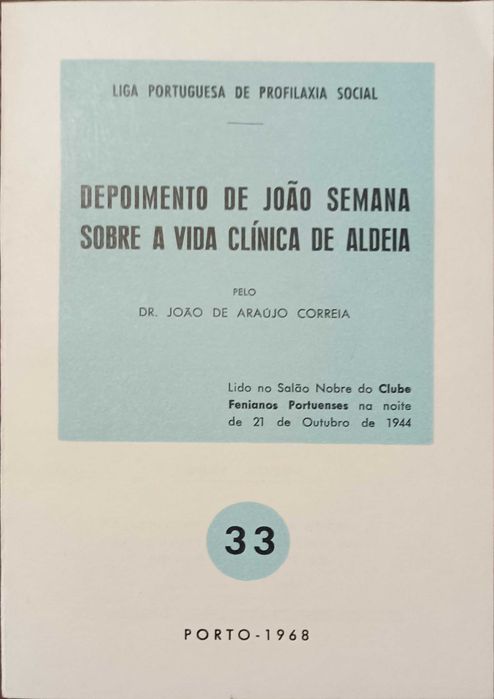 LIGA PORTUGUESA DE PROFILAXIA SOCIAL
DEPOIMENTO DE JOÃO SEMANA
SOBRE A VIDA CLÍNICA DE ALDEIA
PELO
DR. JOÃO DE ARAÚJO CORREIA
Lido no Salão Nobre do Clube
Fenianos Portuenses na noite
de 21 de Outubro de 1944
33
PORTO-1968